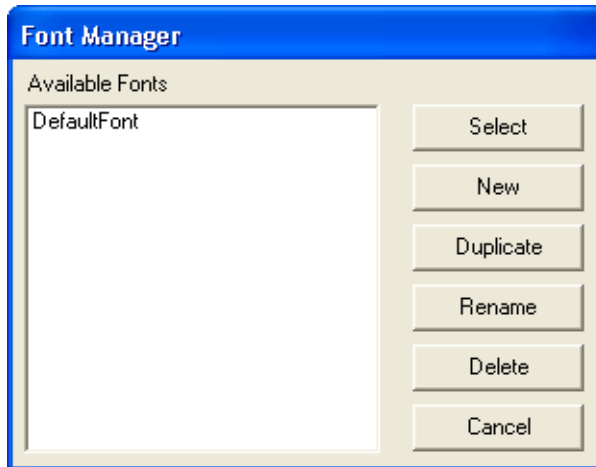 Font Manager
Available Fonts
DefaultFont
Select
New
Duplicate
Rename
Delete
Cancel